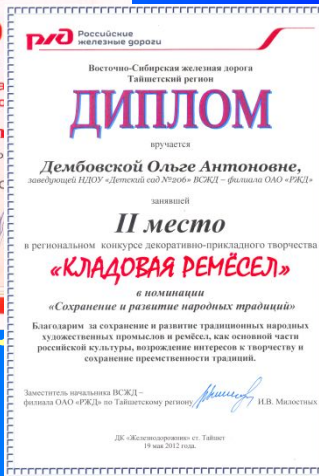 ржд Российские
железные дороги
Восточно-Сибирская железная дорога
Тайшетский регион
ДИПЛОМ
вручается
Дембовской Ольге Антоновне,
заведующей НДОУ «Детский сад №206» ВСЖД – филиала ОАО «РЖД»
занявшей
II место
в региональном конкурсе декоративно-прикладного творчества
«КЛАДОВАЯ РЕМЁСЕЛ»
в номинации
«Сохранение и развитие народных традиций»
Благодарим за сохранение и развитие традиционных народных
художественных промыслов и ремёсел, как основной части
российской культуры, возрождение интересов к творчеству и
сохранение преемственности традиций.
Заместитель начальника ВСЖД –
филиала ОАО «РЖД» по Тайшетскому региону И.В. Милостных
ДК «Железнодорожник» ст. Тайшет
19 мая 2012 года.